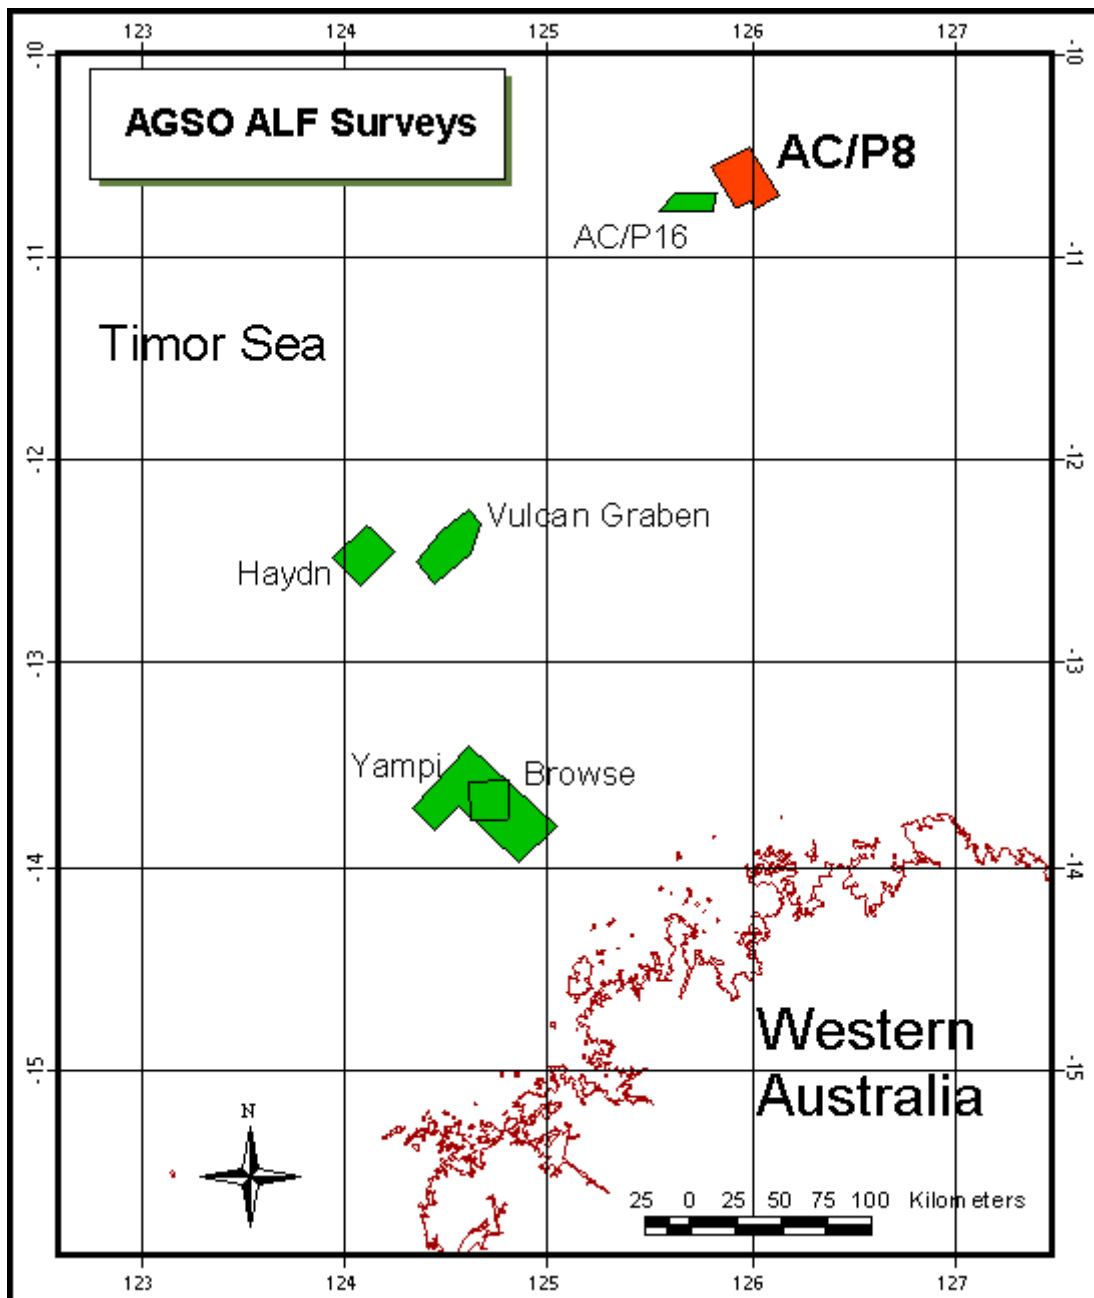 123 124 125 126 127
-10 -10
AGSO ALF Surveys
AC/P8
AC/P16
-11 -11
Timor Sea
-12 -12
Vulcan Graben
Haydn
-13 -13
Yampi
Browse
-14 -14
Western
Australia
-15 -15
N
25 0 25 50 75 100 Kilometers
123 124 125 126 127